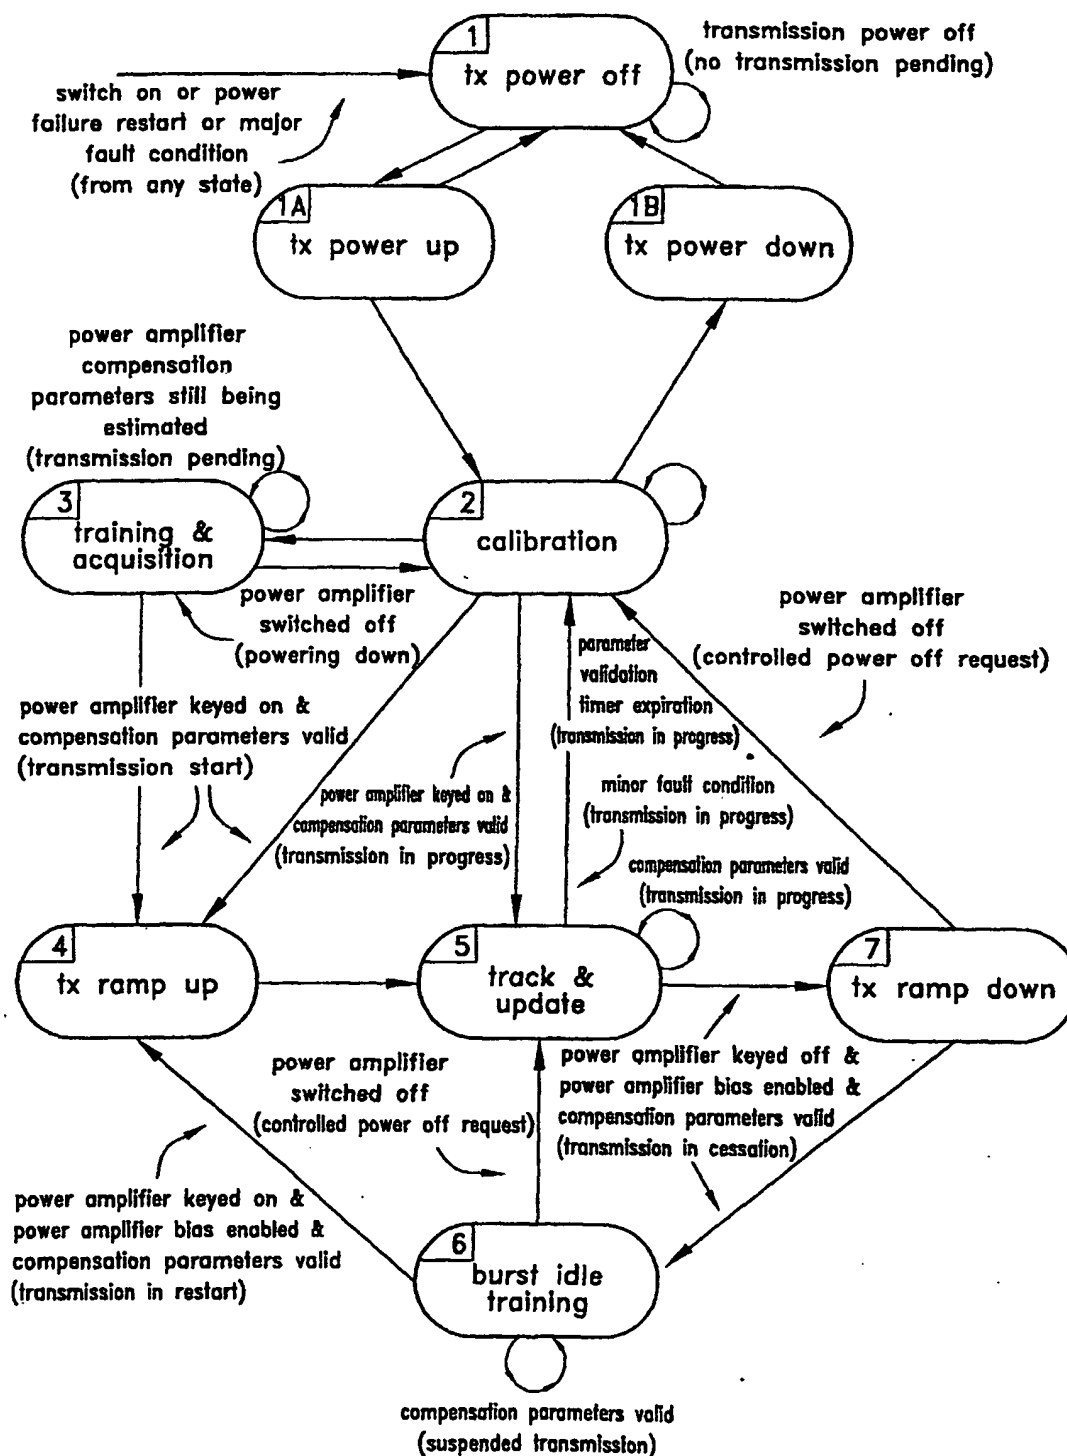 1
tx power off
transmission power off
(no transmission pending)
switch on or power
failure restart or major
fault condition
(from any state)
1A
tx power up
1B
tx power down
power amplifier
compensation
parameters still being
estimated
(transmission pending)
3
training &
acquisition
2
calibration
power amplifier
switched off
(powering down)
parameter
validation
timer expiration
(transmission in progress)
power amplifier
switched off
(controlled power off request)
power amplifier keyed on &
compensation parameters valid
(transmission start)
power amplifier keyed on &
compensation parameters valid
(transmission in progress)
minor fault condition
(transmission in progress)
compensation parameters valid
(transmission in progress)
4
tx ramp up
5
track &
update
7
tx ramp down
power amplifier
switched off
(controlled power off request)
power amplifier keyed off &
power amplifier bias enabled &
compensation parameters valid
(transmission in cessation)
power amplifier keyed on &
power amplifier bias enabled &
compensation parameters valid
(transmission in restart)
6
burst idle
training
compensation parameters valid
(suspended transmission)